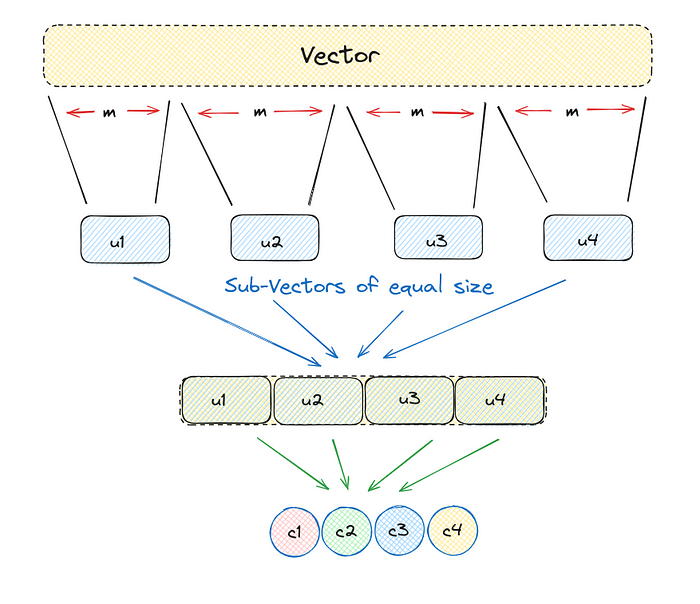 Vector
m m m m
u1 u2 u3 u4
Sub-Vectors of equal size
u1 u2 u3 u4
c1 c2 c3 c4